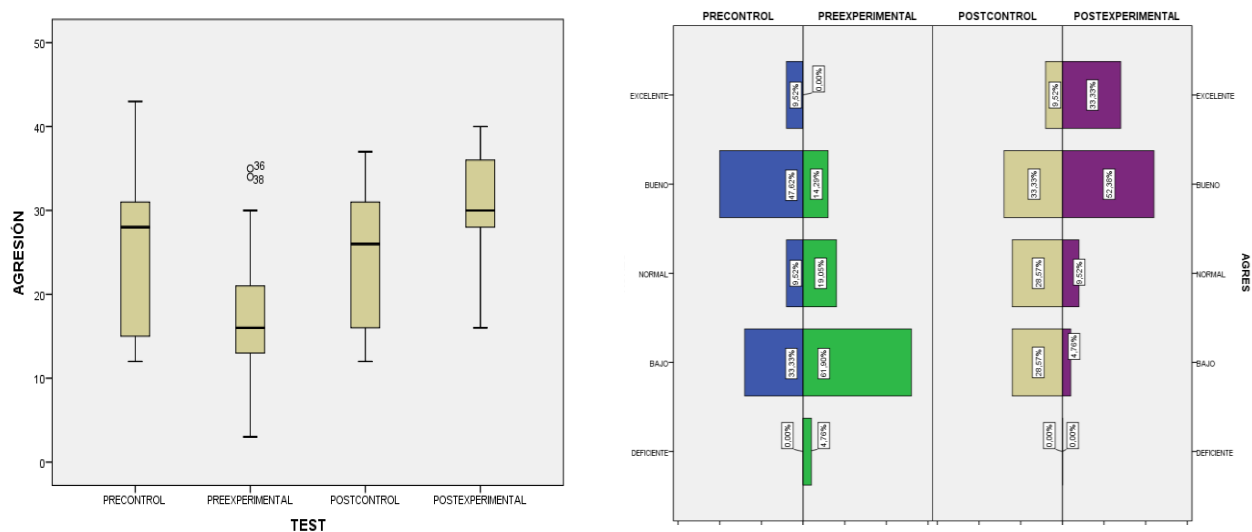 50
40
30
20
10
0
AGRESIÓN
36
38
PRECONTROL PREEXPERIMENTAL POSTCONTROL POSTEXPERIMENTAL
TEST
PRECONTROL PREEXPERIMENTAL POSTCONTROL POSTEXPERIMENTAL
EXCELENTE 9,52% 0,00% 9,52% 33,33% EXCELENTE
BUENO 47,62% 14,29% 33,33% 52,38% BUENO
NORMAL 9,52% 19,05% 28,57% 9,52% NORMAL
BAJO 33,33% 61,90% 28,57% 4,76% BAJO
DEFICIENTE 0,00% 4,76% 0,00% 0,00% DEFICIENTE
AGRES